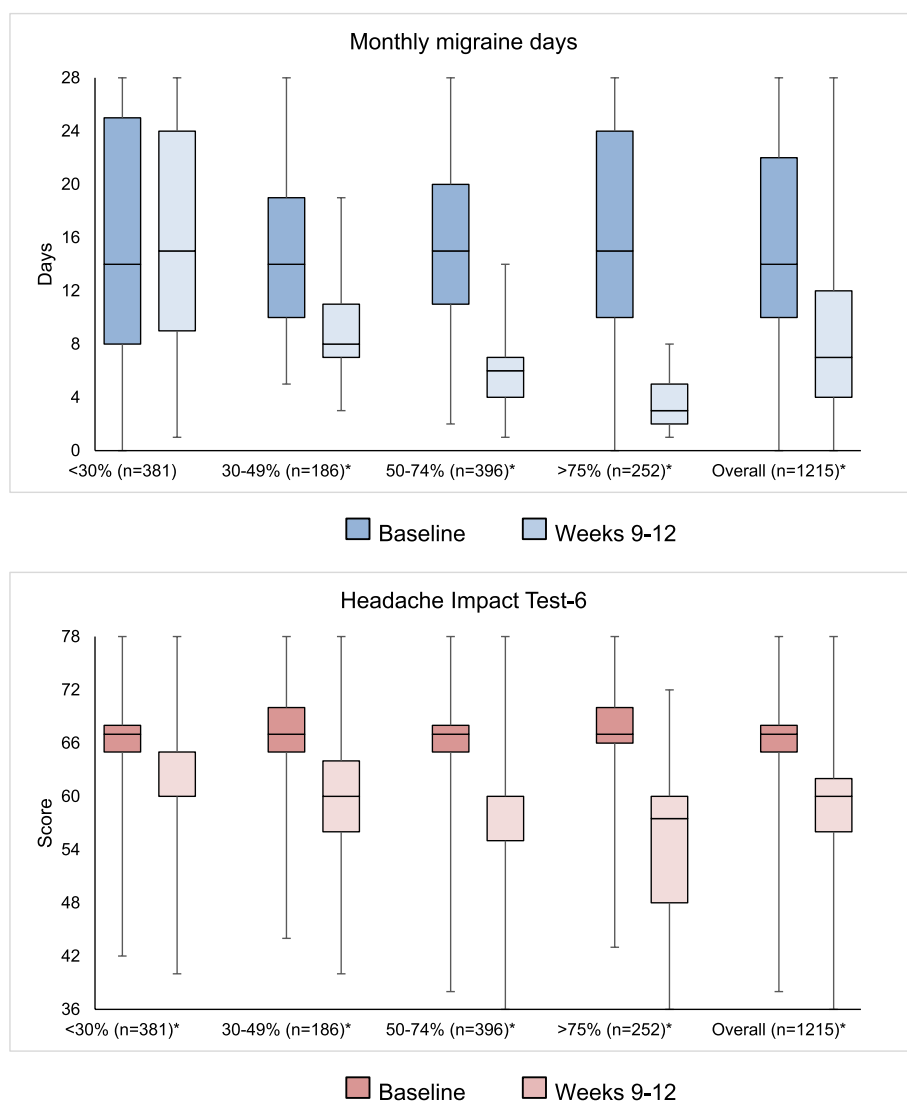 Monthly migraine days
28
24
20
16
12
8
4
0
Days
<30% (n=381)
30-49% (n=186)*
50-74% (n=396)*
>75% (n=252)*
Overall (n=1215)*
Baseline
Weeks 9-12
Headache Impact Test-6
78
72
66
60
54
48
42
36
Score
<30% (n=381)*
30-49% (n=186)*
50-74% (n=396)*
>75% (n=252)*
Overall (n=1215)*
Baseline
Weeks 9-12